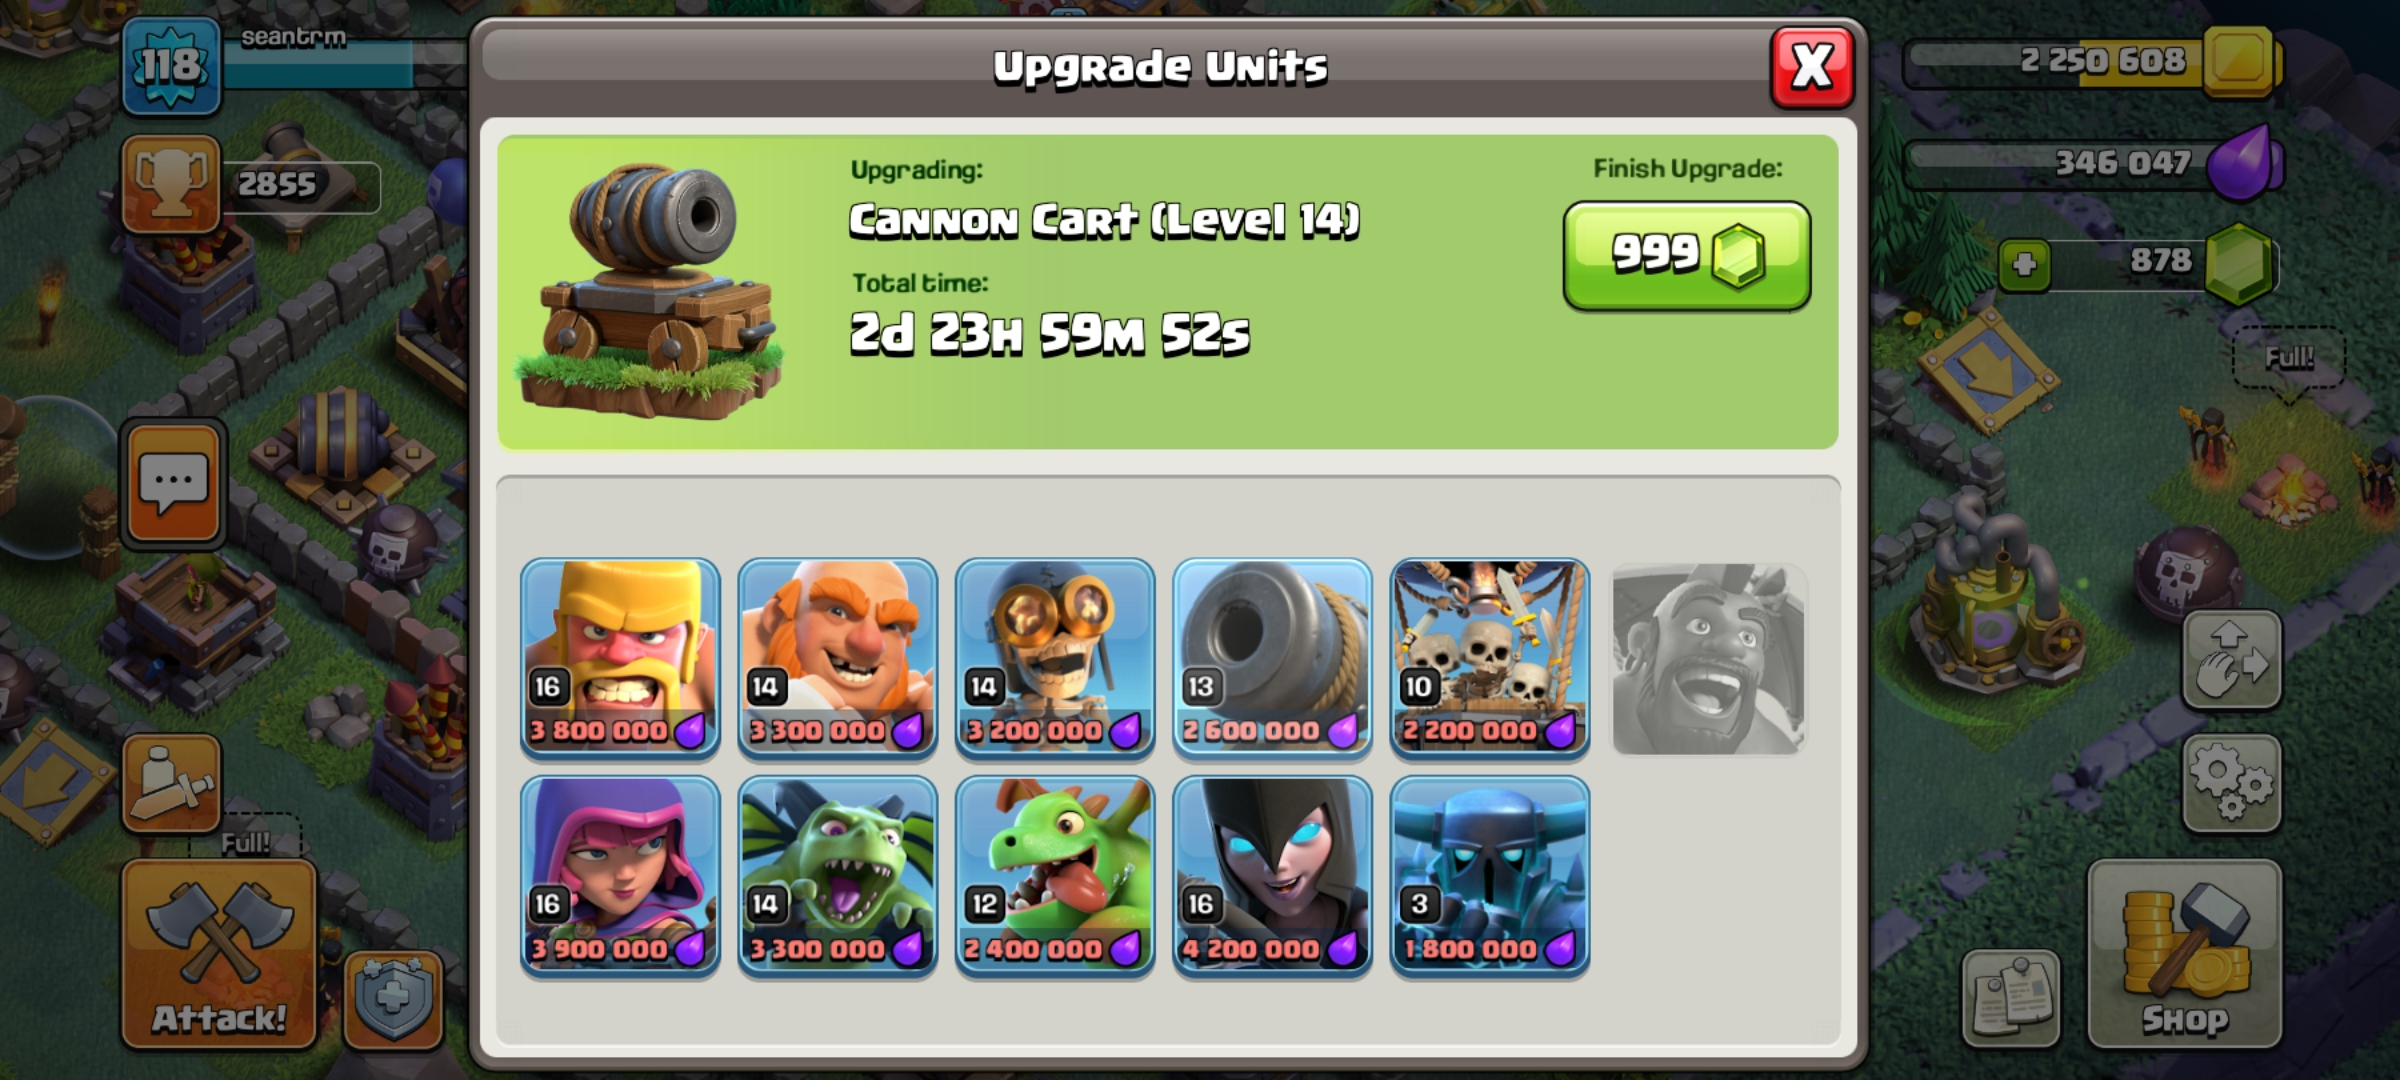 118
seantrm
2855
Full!
Attack!
Upgrade Units
X
Upgrading:
Cannon Cart (Level 14)
Total time:
2d 23H 59M 52s
Finish Upgrade:
999
16
3 800 000
14
3 300 000
14
3 200 000
13
2 600 000
10
2 200 000
16
3 900 000
14
3 300 000
12
2 400 000
16
4 200 000
3
1 800 000
2 250 608
346 047
+
878
Full!
Shop